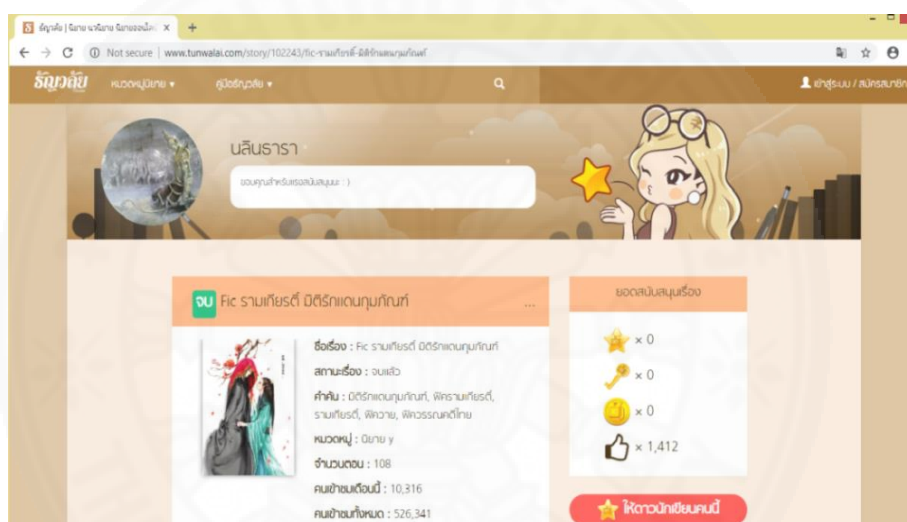 ธัญวลัย | นิยาย นวนิยาย นิยายออนไลน์
Not secure | www.tunwalai.com/story/102243/fic-รามเกียรติ์-มิติรักแดนกุมภัณฑ์
ธัญวลัย หมวดหมู่นิยาย คู่มือธัญวลัย เข้าสู่ระบบ / สมัครสมาชิก
นลินธารา
ขอบคุณสำหรับแรงสนับสนุนนะ : )
จบ Fic รามเกียรติ์ มิติรักแดนกุมภัณฑ์ ...
ชื่อเรื่อง : Fic รามเกียรติ์ มิติรักแดนกุมภัณฑ์
สถานะเรื่อง : จบแล้ว
คำค้น : มิติรักแดนกุมภัณฑ์, ฟิครามเกียรติ์,
รามเกียรติ์, ฟิควาย, ฟิควรรณคดีไทย
หมวดหมู่ : นิยาย y
จำนวนตอน : 108
คนเข้าชมเดือนนี้ : 10,316
คนเข้าชมทั้งหมด : 526,341
ยอดสนับสนุนเรื่อง
× 0
× 0
× 0
× 1,412
ให้ดาวนักเขียนคนนี้